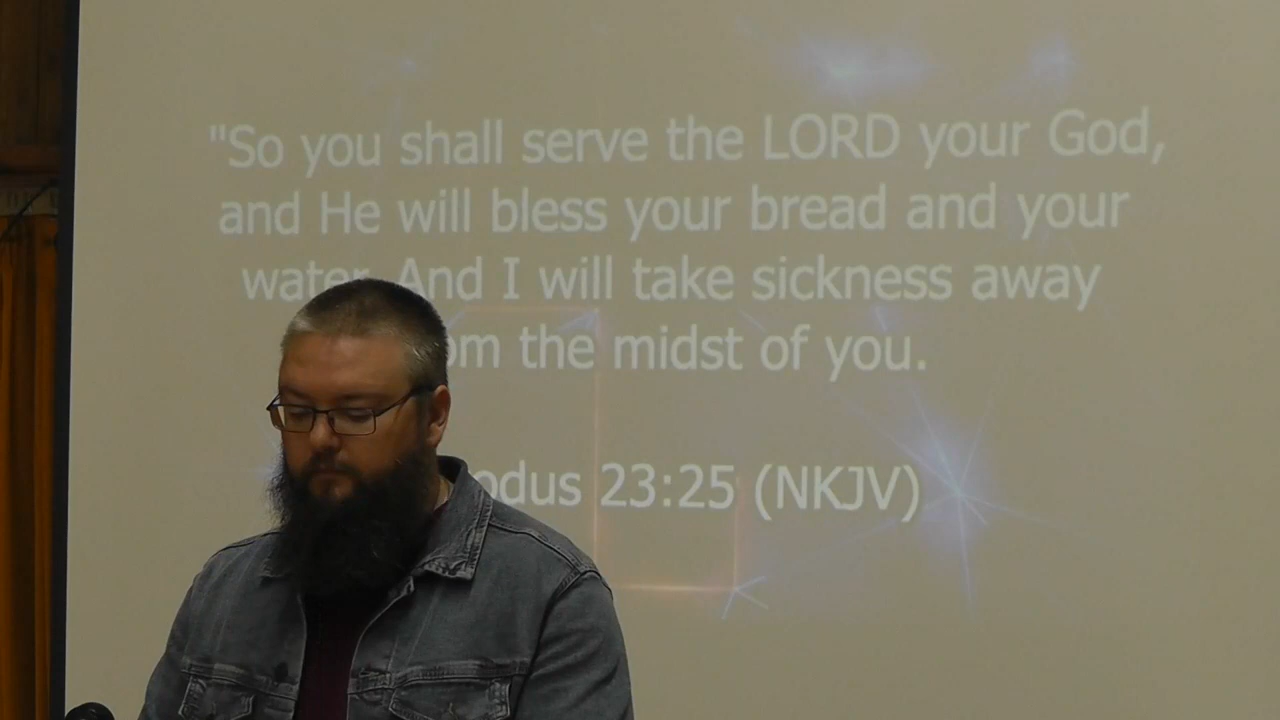 "So you shall serve the LORD your God,
and He will bless your bread and your
water. And I will take sickness away
om the midst of you.
odus 23:25 (NKJV)